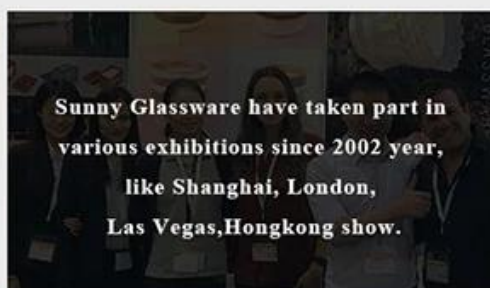 Sunny Glassware have taken part in
various exhibitions since 2002 year,
like Shanghai, London,
Las Vegas,Hongkong show.